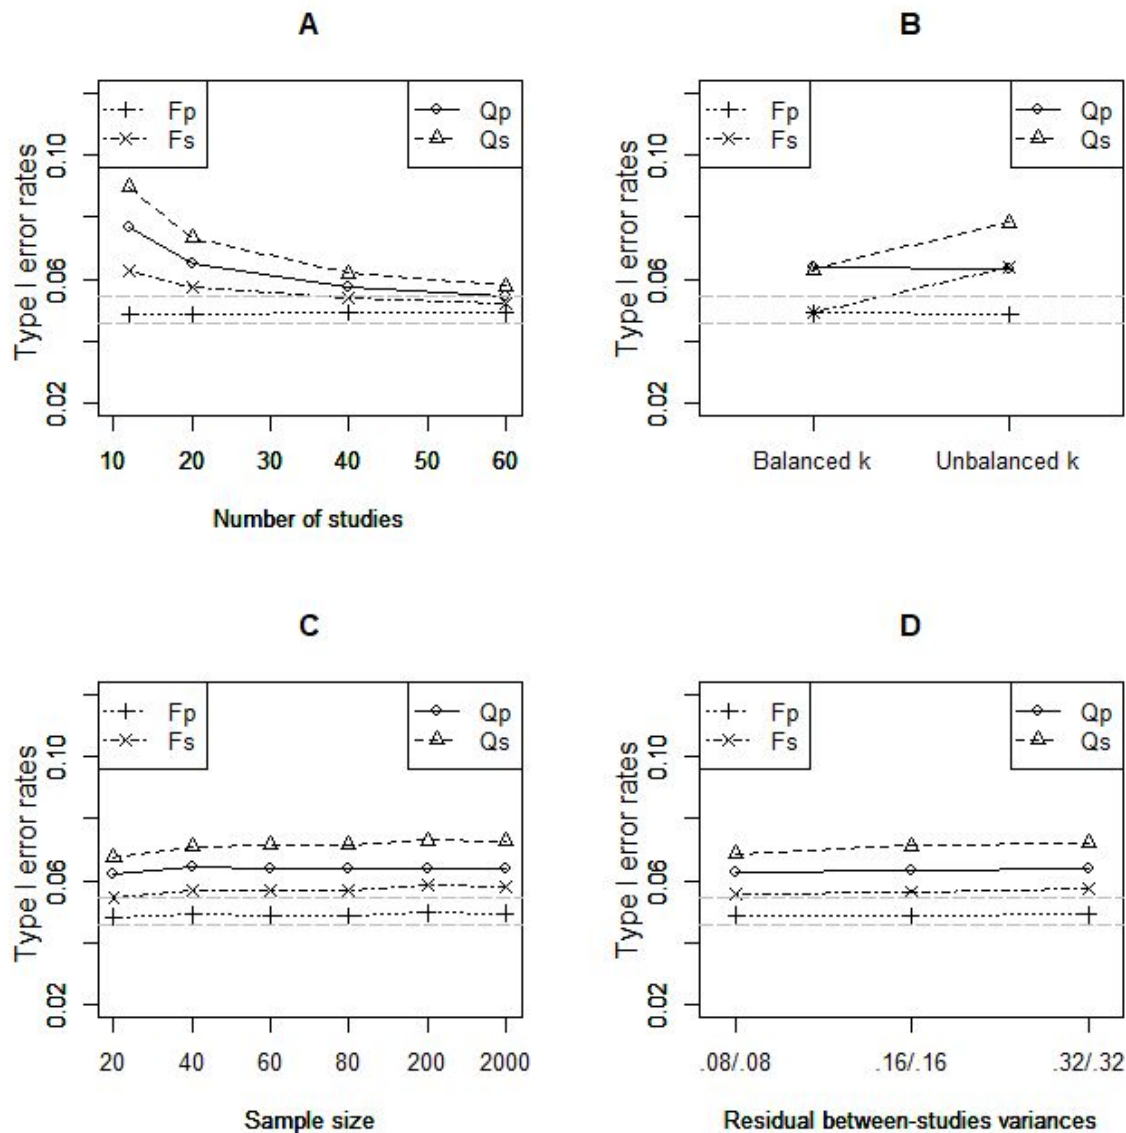 A
Fp
Fs
Qp
Qs
Type I error rates
0.02 0.06 0.10
10 20 30 40 50 60
Number of studies
B
Fp
Fs
Qp
Qs
Type I error rates
0.02 0.06 0.10
Balanced k Unbalanced k
C
Fp
Fs
Qp
Qs
Type I error rates
0.02 0.06 0.10
20 40 60 80 200 2000
Sample size
D
Fp
Fs
Qp
Qs
Type I error rates
0.02 0.06 0.10
.08/.08 .16/.16 .32/.32
Residual between-studies variances